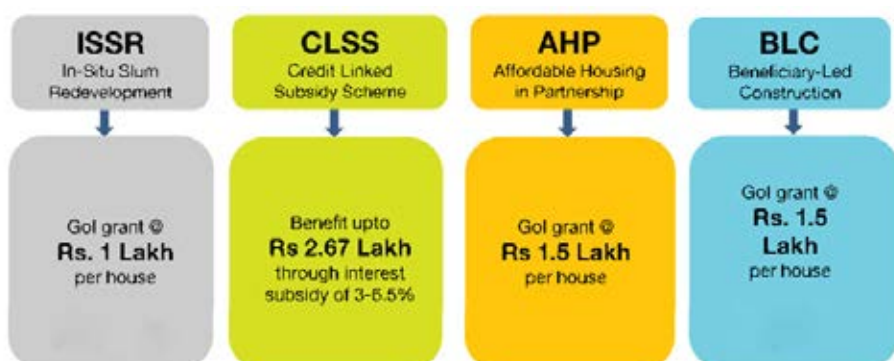 ISSR
In-Situ Slum
Redevelopment
CLSS
Credit Linked
Subsidy Scheme
AHP
Affordable Housing
in Partnership
BLC
Beneficiary-Led
Construction
GoI grant @
Rs. 1 Lakh
per house
Benefit upto
Rs 2.67 Lakh
through interest
subsidy of 3-6.5%
GoI grant @
Rs 1.5 Lakh
per house
GoI grant @
Rs. 1.5
Lakh
per house